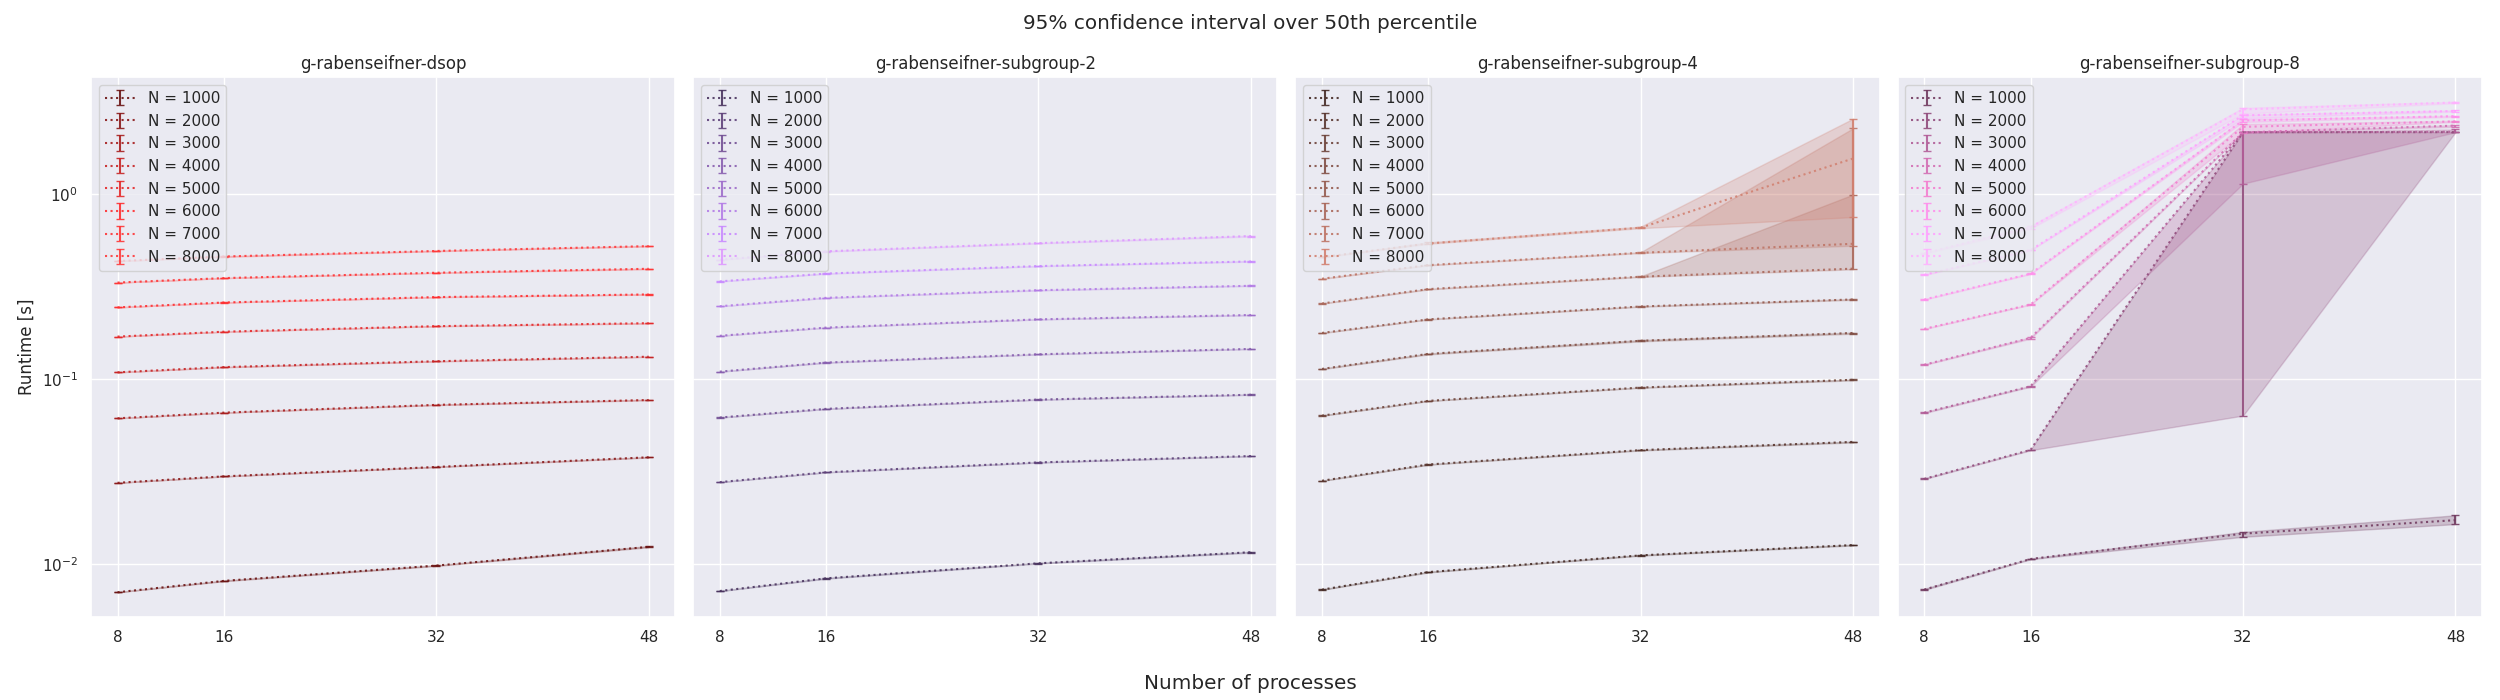 95% confidence interval over 50th percentile
g-rabenseifner-dsop
g-rabenseifner-subgroup-2
g-rabenseifner-subgroup-4
g-rabenseifner-subgroup-8
Runtime [s]
10⁰
10⁻¹
10⁻²
N = 1000
N = 2000
N = 3000
N = 4000
N = 5000
N = 6000
N = 7000
N = 8000
N = 1000
N = 2000
N = 3000
N = 4000
N = 5000
N = 6000
N = 7000
N = 8000
N = 1000
N = 2000
N = 3000
N = 4000
N = 5000
N = 6000
N = 7000
N = 8000
N = 1000
N = 2000
N = 3000
N = 4000
N = 5000
N = 6000
N = 7000
N = 8000
8 16 32 48
8 16 32 48
8 16 32 48
8 16 32 48
Number of processes